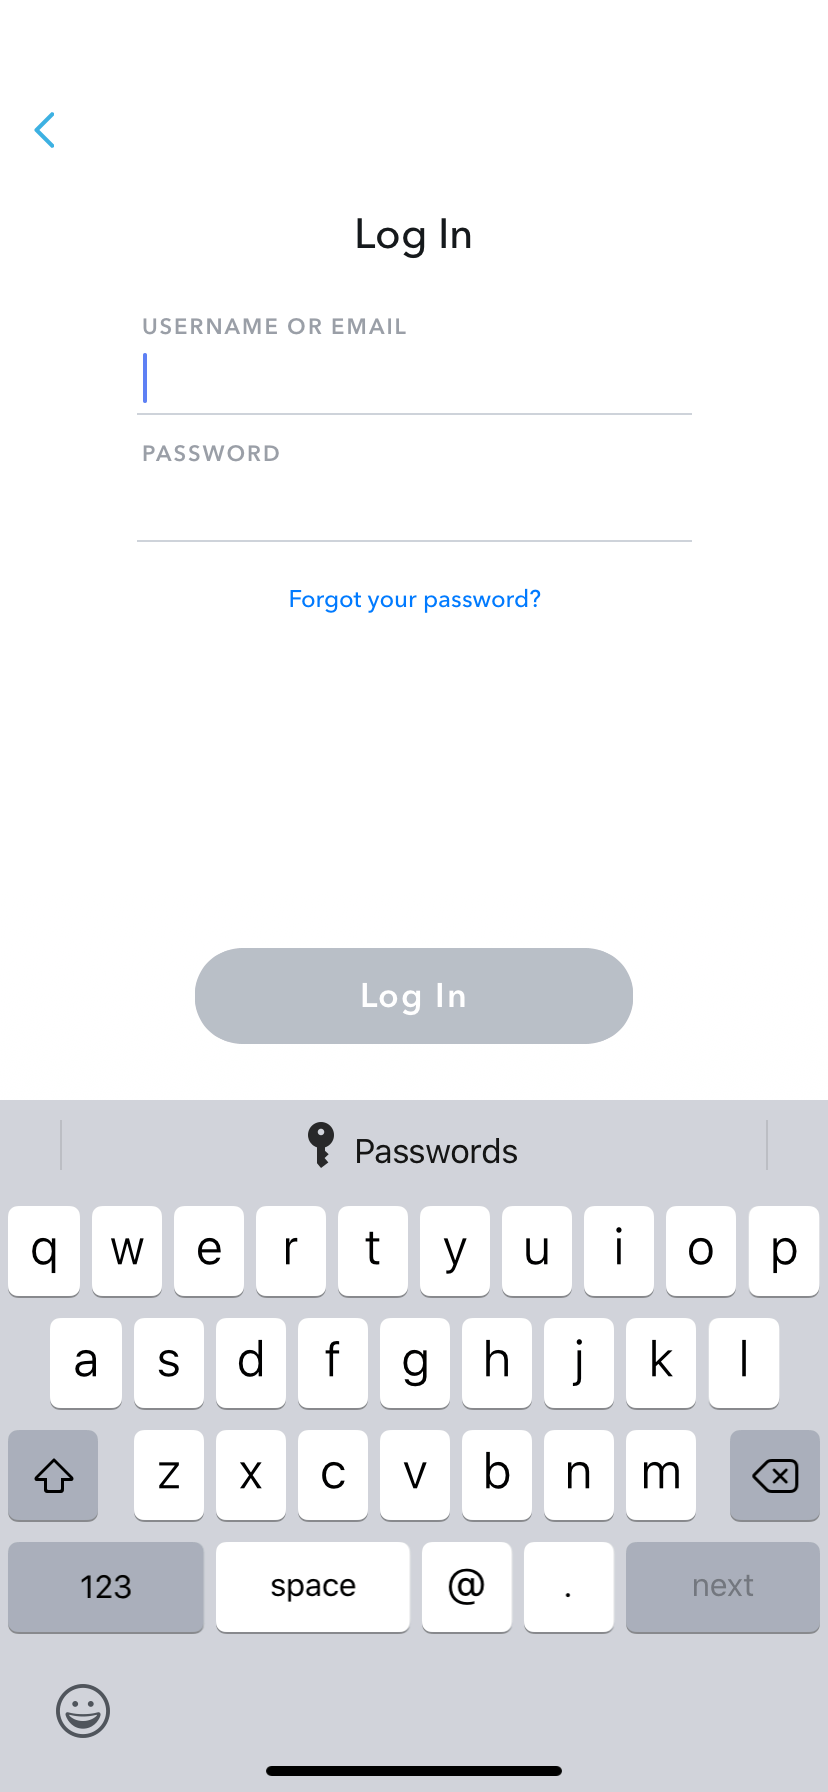 Log In
USERNAME OR EMAIL
PASSWORD
Forgot your password?
Log In
Passwords
q w e r t y u i o p
a s d f g h j k l
z x c v b n m
123 space @ . next